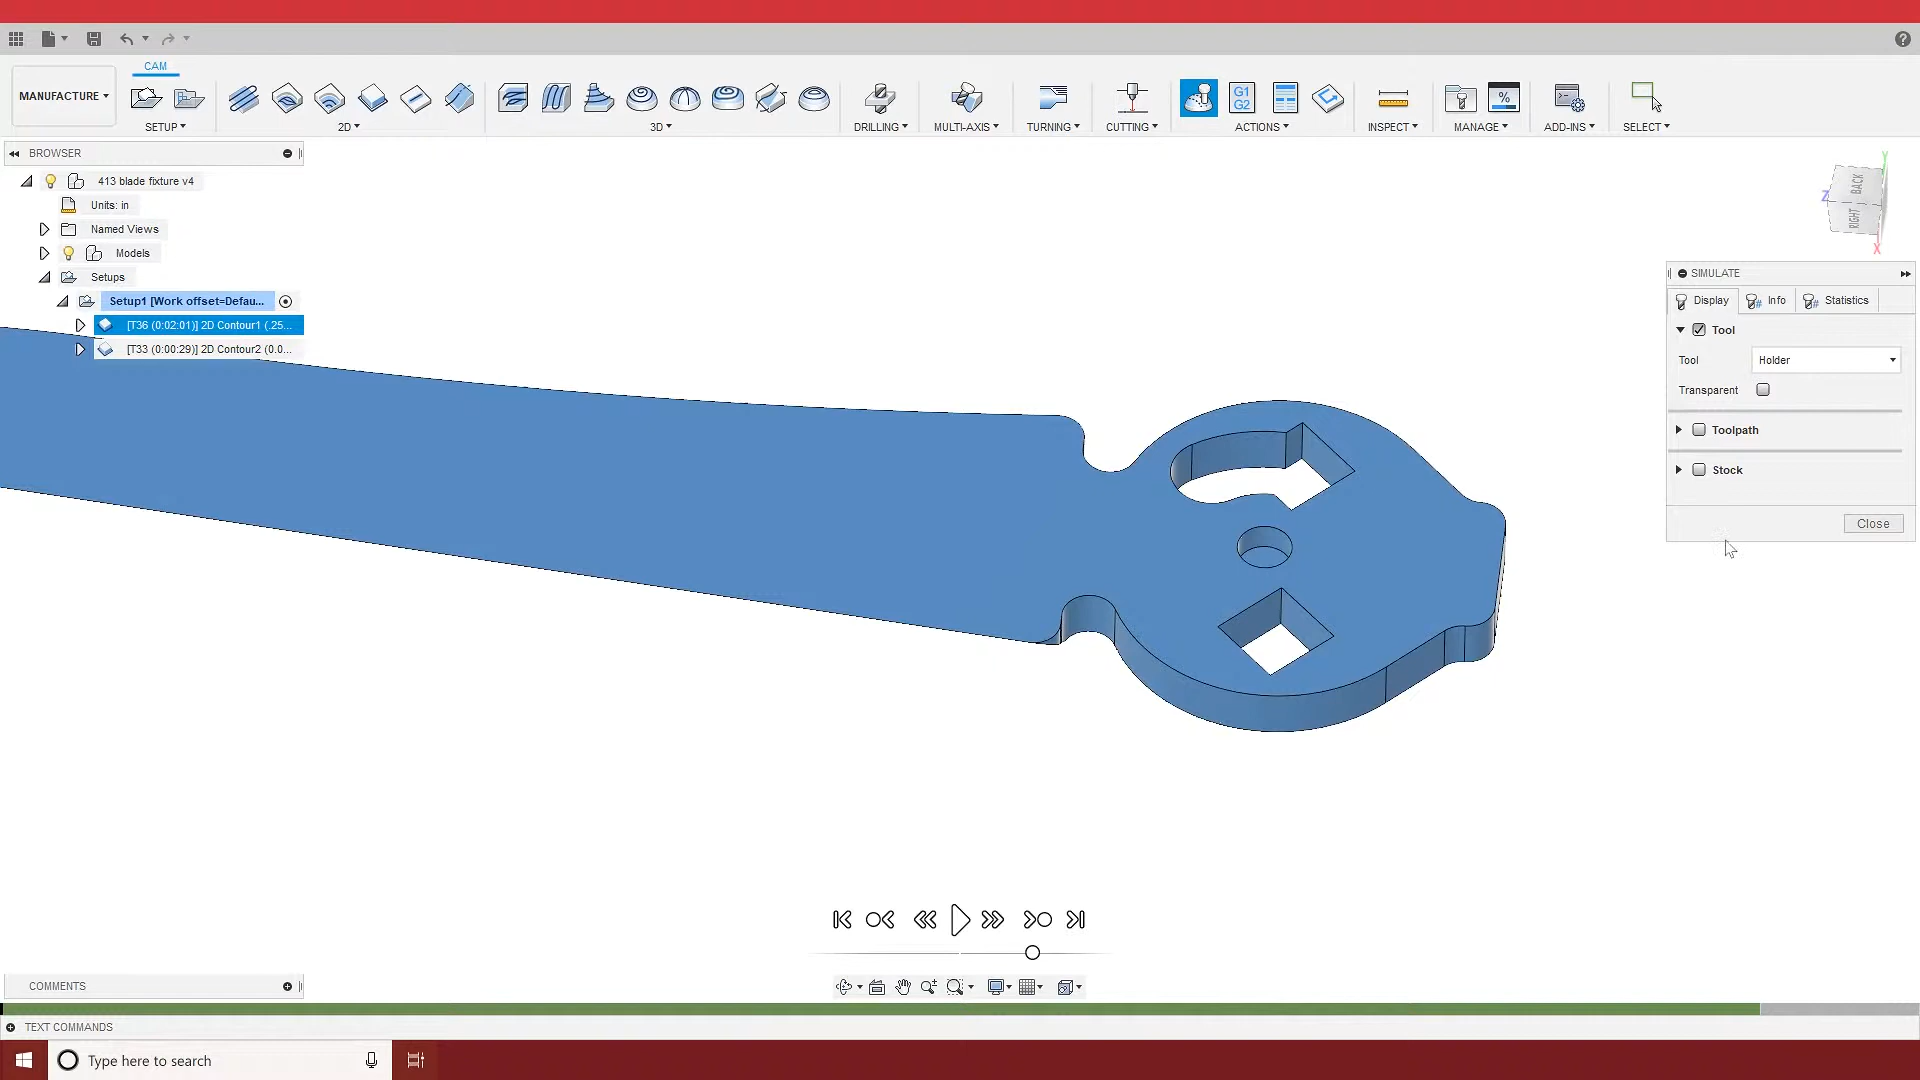 CAM
MANUFACTURE
SETUP
2D
3D
DRILLING
MULTI-AXIS
TURNING
CUTTING
G1
G2
ACTIONS
INSPECT
%
MANAGE
ADD-INS
SELECT
BROWSER
413 blade fixture v4
Units: in
Named Views
Models
Setups
Setup1 [Work offset=Defau...
[T36 (0:02:01)] 2D Contour1 (.25...
[T33 (0:00:29)] 2D Contour2 (0.0...
Y
Z
BACK
RIGHT
X
SIMULATE
Display
Info
Statistics
Tool
Tool
Holder
Transparent
Toolpath
Stock
Close
COMMENTS
TEXT COMMANDS
Type here to search